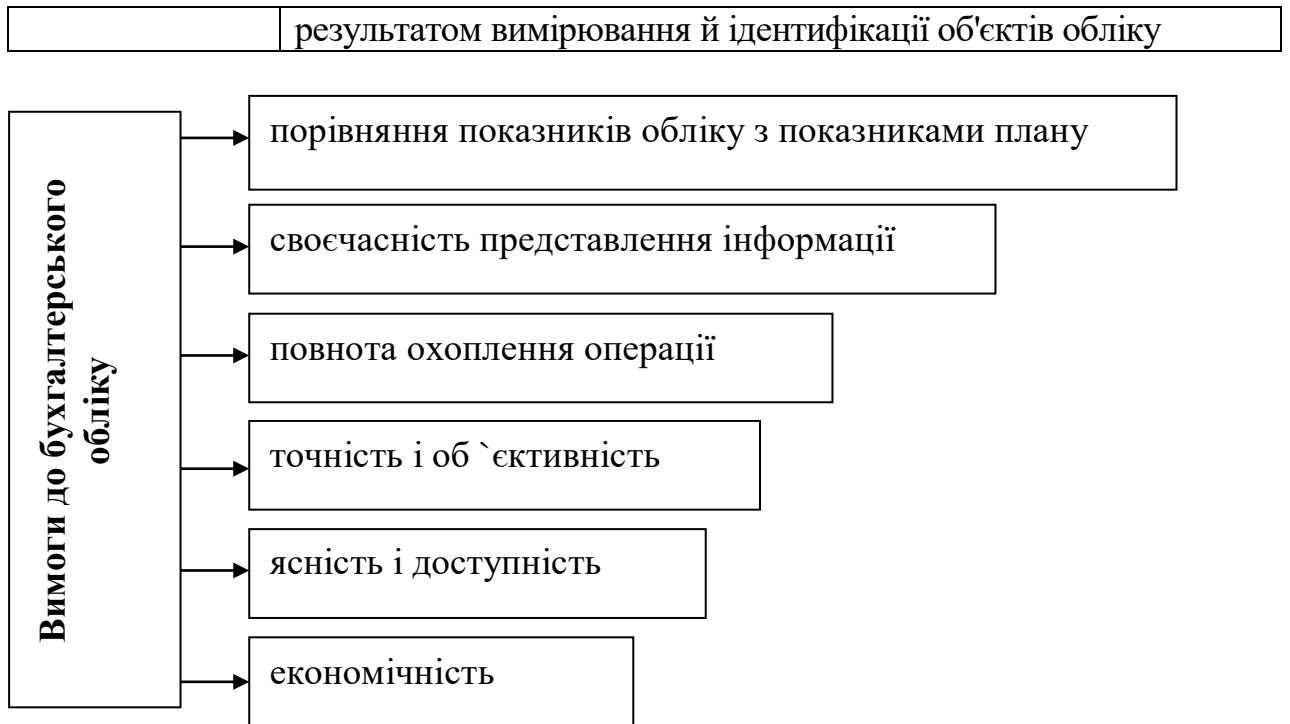 результатом вимірювання й ідентифікації об'єктів обліку
Вимоги до бухгалтерського
обліку
порівняння показників обліку з показниками плану
своєчасність представлення інформації
повнота охоплення операції
точність і об `єктивність
ясність і доступність
економічність